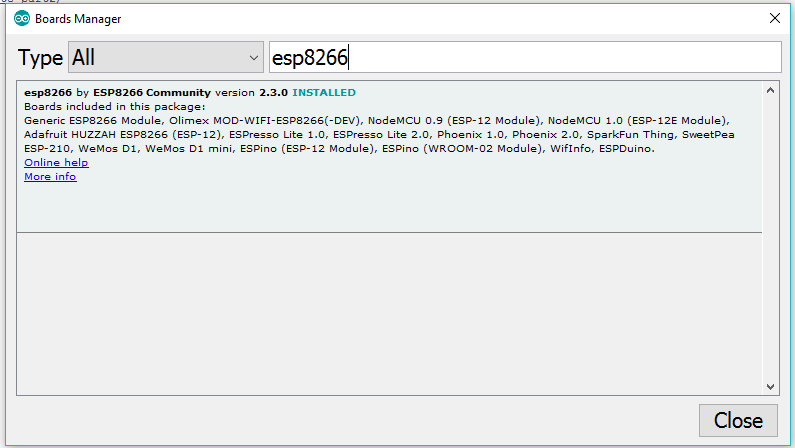 Boards Manager
Type All esp8266
esp8266 by ESP8266 Community version 2.3.0 INSTALLED
Boards included in this package:
Generic ESP8266 Module, Olimex MOD-WIFI-ESP8266(-DEV), NodeMCU 0.9 (ESP-12 Module), NodeMCU 1.0 (ESP-12E Module),
Adafruit HUZZAH ESP8266 (ESP-12), ESPresso Lite 1.0, ESPresso Lite 2.0, Phoenix 1.0, Phoenix 2.0, SparkFun Thing, SweetPea
ESP-210, WeMos D1, WeMos D1 mini, ESPino (ESP-12 Module), ESPino (WROOM-02 Module), WifInfo, ESPDuino.
Online help
More info
Close